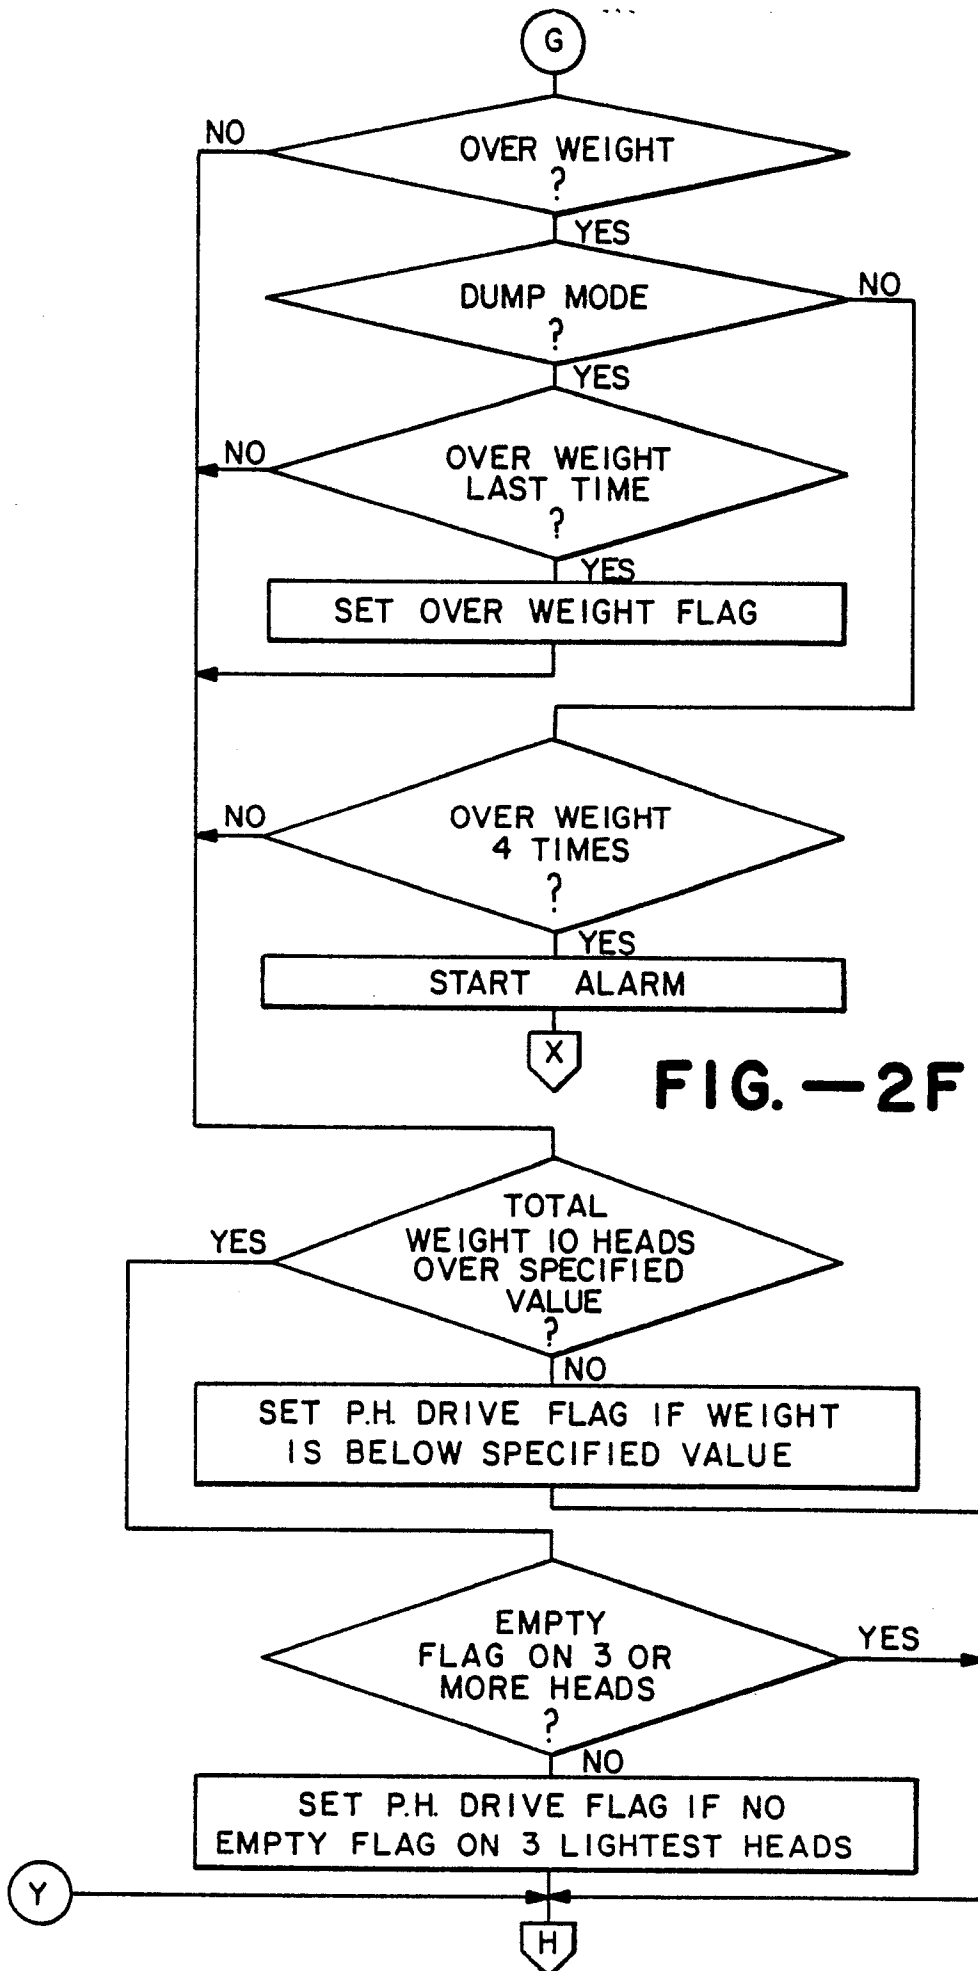 G
NO
OVER WEIGHT
?
YES
DUMP MODE
?
NO
YES
NO
OVER WEIGHT
LAST TIME
?
YES
SET OVER WEIGHT FLAG
NO
OVER WEIGHT
4 TIMES
?
YES
START ALARM
X
FIG.—2F
YES
TOTAL
WEIGHT 10 HEADS
OVER SPECIFIED
VALUE
?
NO
SET P.H. DRIVE FLAG IF WEIGHT
IS BELOW SPECIFIED VALUE
EMPTY
FLAG ON 3 OR
MORE HEADS
?
YES
NO
SET P.H. DRIVE FLAG IF NO
EMPTY FLAG ON 3 LIGHTEST HEADS
Y
H